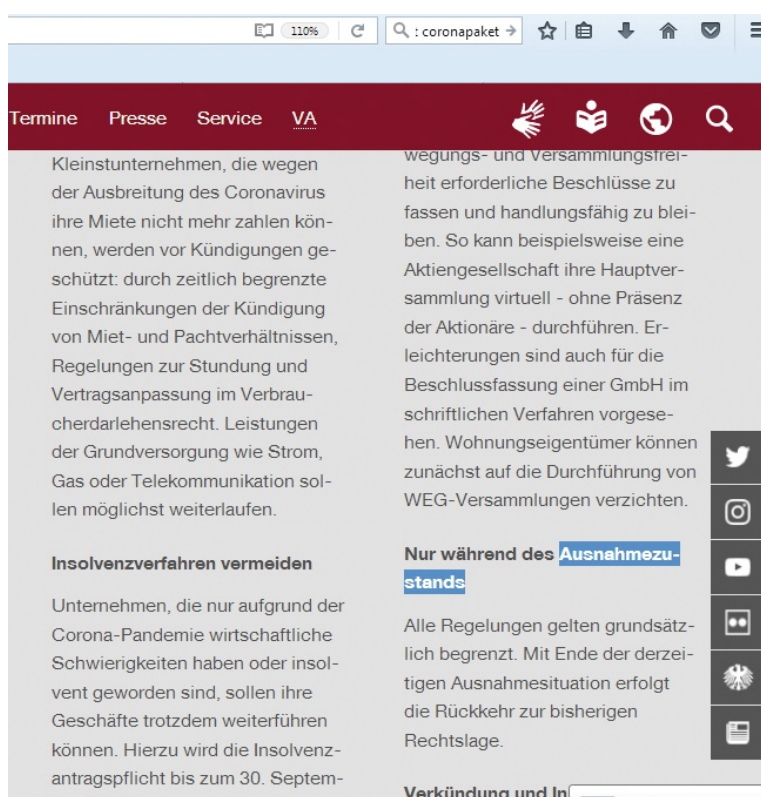 110%
: coronapaket
Termine Presse Service VA
Kleinstunternehmen, die wegen
der Ausbreitung des Coronavirus
ihre Miete nicht mehr zahlen kön-
nen, werden vor Kündigungen ge-
schützt: durch zeitlich begrenzte
Einschränkungen der Kündigung
von Miet- und Pachtverhältnissen,
Regelungen zur Stundung und
Vertragsanpassung im Verbrau-
cherdarlehensrecht. Leistungen
der Grundversorgung wie Strom,
Gas oder Telekommunikation sol-
len möglichst weiterlaufen.
Insolvenzverfahren vermeiden
Unternehmen, die nur aufgrund der
Corona-Pandemie wirtschaftliche
Schwierigkeiten haben oder insol-
vent geworden sind, sollen ihre
Geschäfte trotzdem weiterführen
können. Hierzu wird die Insolvenz-
antragspflicht bis zum 30. Septem-
wegungs- und Versammlungsfrei-
heit erforderliche Beschlüsse zu
fassen und handlungsfähig zu blei-
ben. So kann beispielsweise eine
Aktiengesellschaft ihre Hauptver-
sammlung virtuell - ohne Präsenz
der Aktionäre - durchführen. Er-
leichterungen sind auch für die
Beschlussfassung einer GmbH im
schriftlichen Verfahren vorgese-
hen. Wohnungseigentümer können
zunächst auf die Durchführung von
WEG-Versammlungen verzichten.
Nur während des Ausnahmezu-
stands
Alle Regelungen gelten grundsätz-
lich begrenzt. Mit Ende der derzei-
tigen Ausnahmesituation erfolgt
die Rückkehr zur bisherigen
Rechtslage.
Verkündung und In